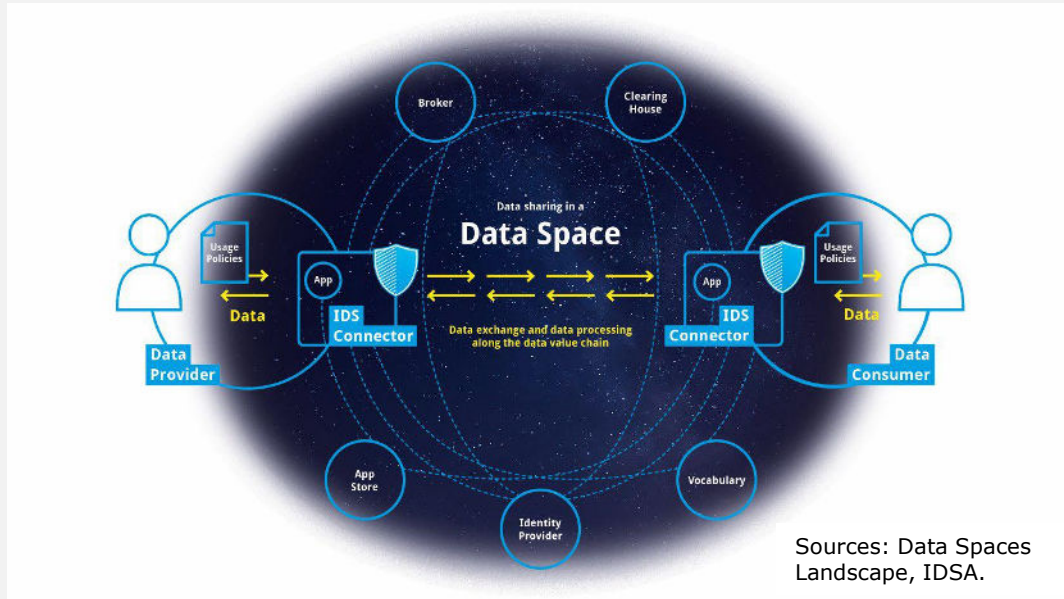 Broker
Clearing
House
Data sharing in a
Data Space
Usage
Policies
App
Data
IDS
Connector
Data
Provider
Data exchange and data processing
along the data value chain
App
IDS
Connector
Usage
Policies
Data
Data
Consumer
App
Store
Identity
Provider
Vocabulary
Sources: Data Spaces
Landscape, IDSA.